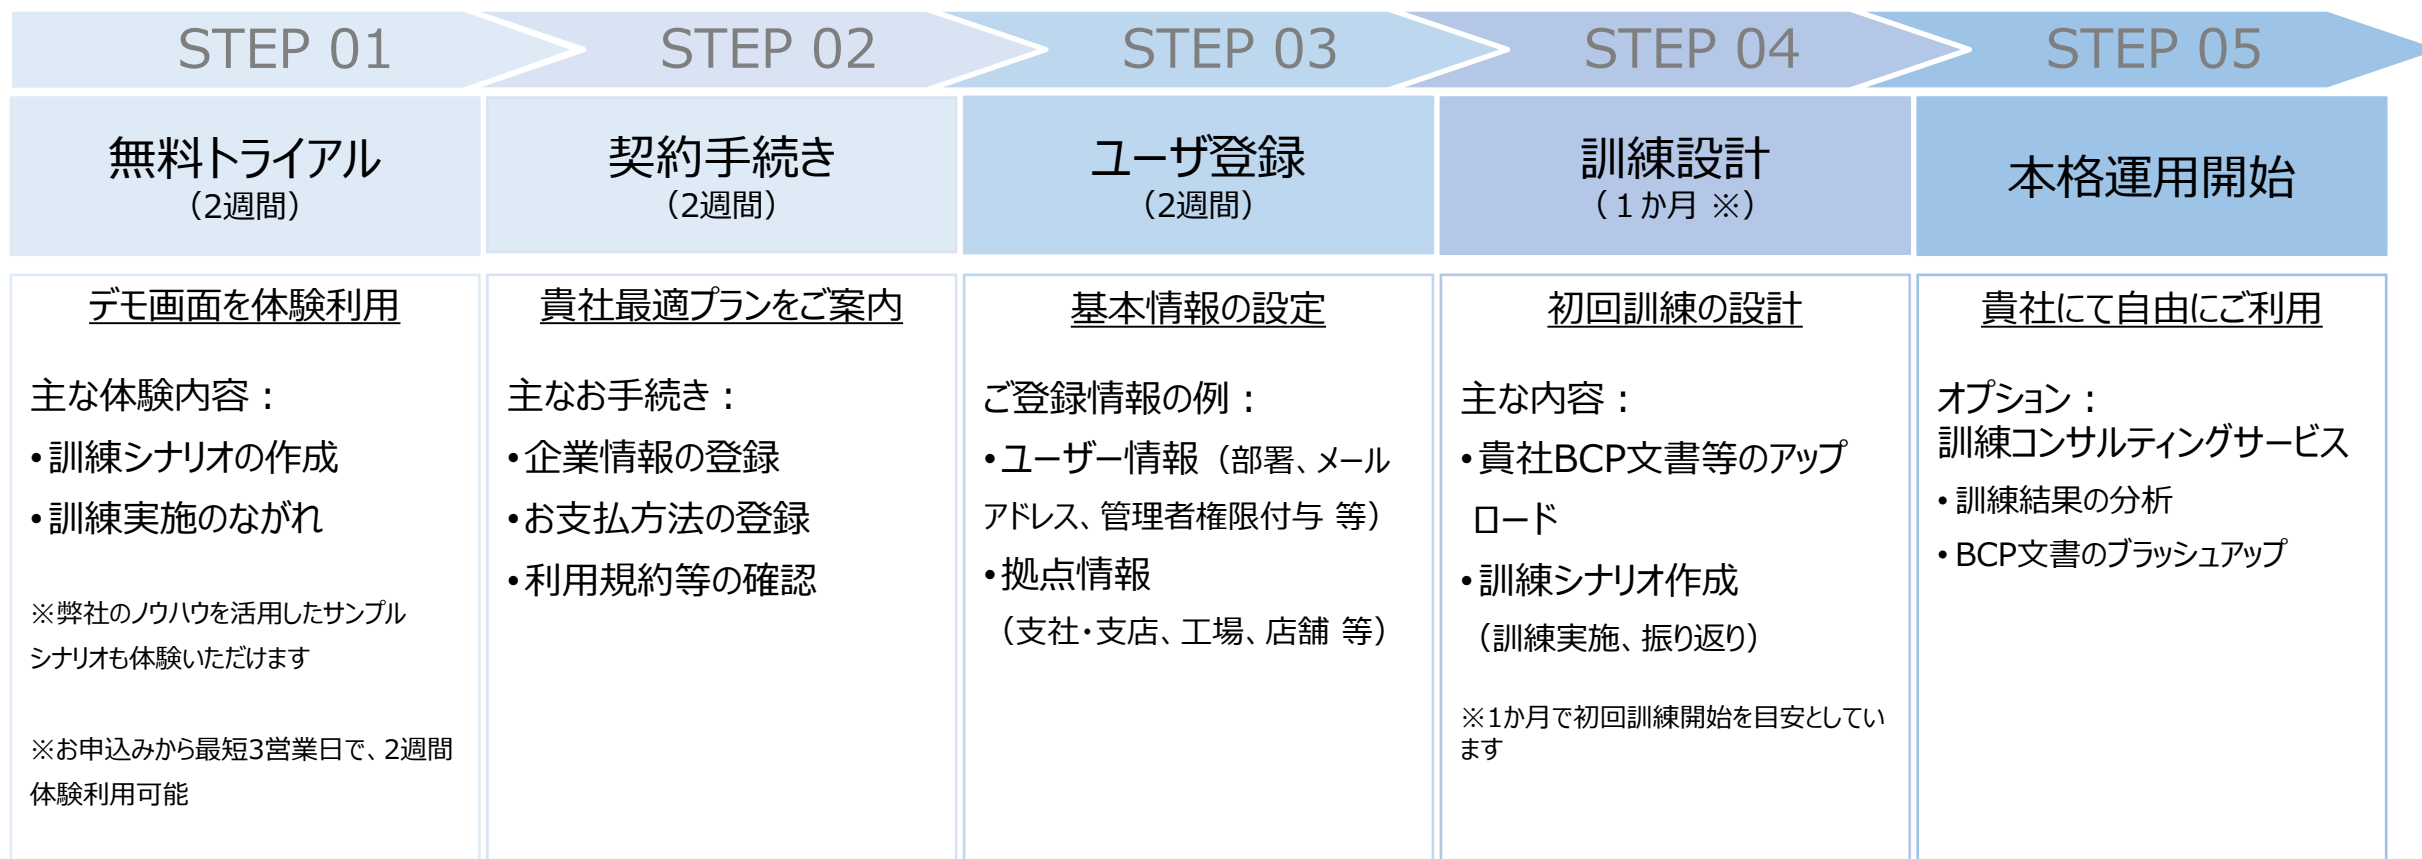 STEP 01
STEP 02
STEP 03
STEP 04
STEP 05
無料トライアル
（2週間）
契約手続き
（2週間）
ユーザ登録
（2週間）
訓練設計
（１か月 ※）
本格運用開始
デモ画面を体験利用
主な体験内容：
•訓練シナリオの作成
•訓練実施のながれ
※弊社のノウハウを活用したサンプル
シナリオも体験いただけます
※お申込みから最短3営業日で、2週間
体験利用可能
貴社最適プランをご案内
主なお手続き：
•企業情報の登録
•お支払方法の登録
•利用規約等の確認
基本情報の設定
ご登録情報の例：
•ユーザー情報（部署、メール
アドレス、管理者権限付与 等）
•拠点情報
（支社・支店、工場、店舗 等）
初回訓練の設計
主な内容：
•貴社BCP文書等のアップ
ロード
•訓練シナリオ作成
（訓練実施、振り返り）
※1か月で初回訓練開始を目安としてい
ます
貴社にて自由にご利用
オプション：
訓練コンサルティングサービス
• 訓練結果の分析
• BCP文書のブラッシュアップ